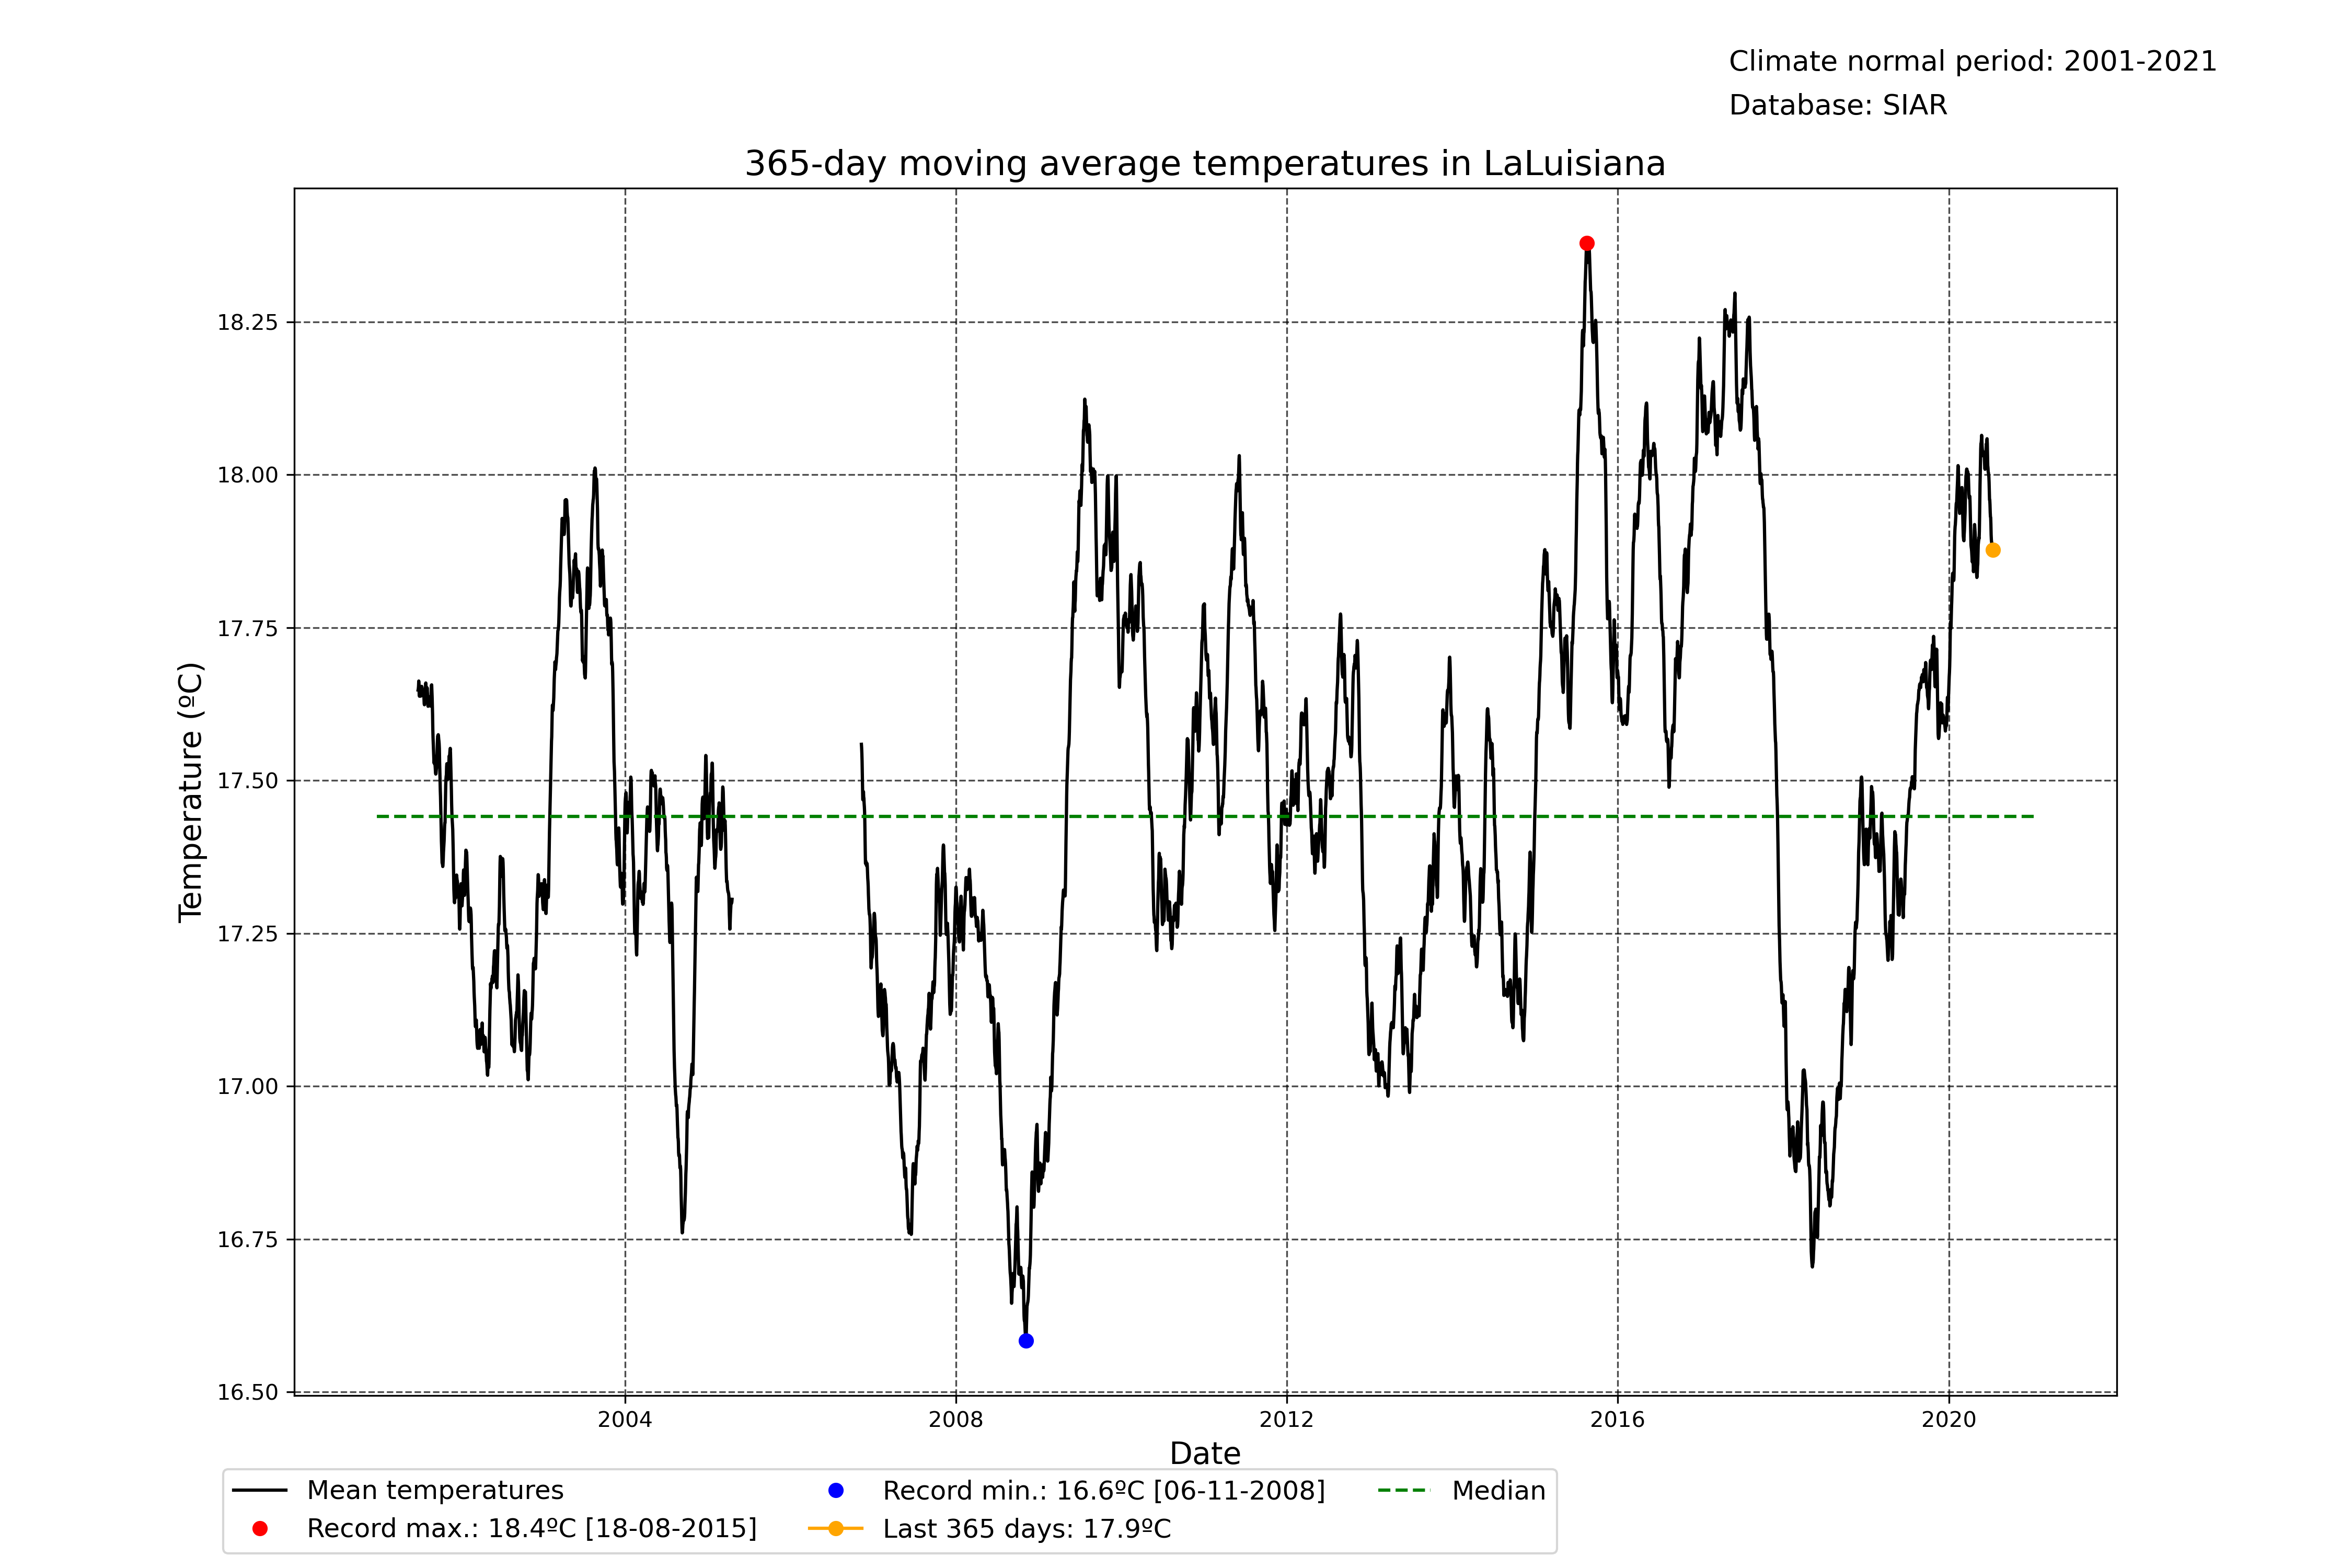 Climate normal period: 2001-2021
Database: SIAR
365-day moving average temperatures in LaLuisiana
Temperature (ºC)
18.25
18.00
17.75
17.50
17.25
17.00
16.75
16.50
2004
2008
2012
2016
2020
Date
Mean temperatures
Record max.: 18.4ºC [18-08-2015]
Record min.: 16.6ºC [06-11-2008]
Last 365 days: 17.9ºC
Median